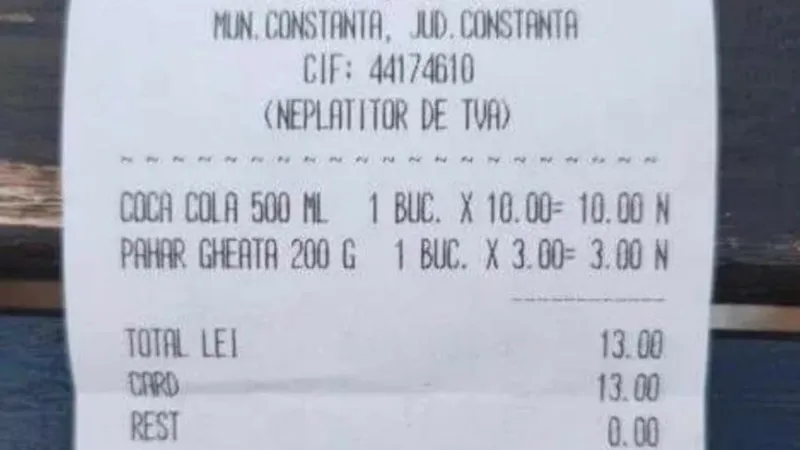 MUN.CONSTANTA, JUD.CONSTANTA
CIF: 44174610
(NEPLATITOR DE TVA)
COCA COLA 500 ML 1 BUC. X 10.00= 10.00 N
PAHAR GHEATA 200 G 1 BUC. X 3.00= 3.00 N
TOTAL LEI 13.00
CARD 13.00
REST 0.00